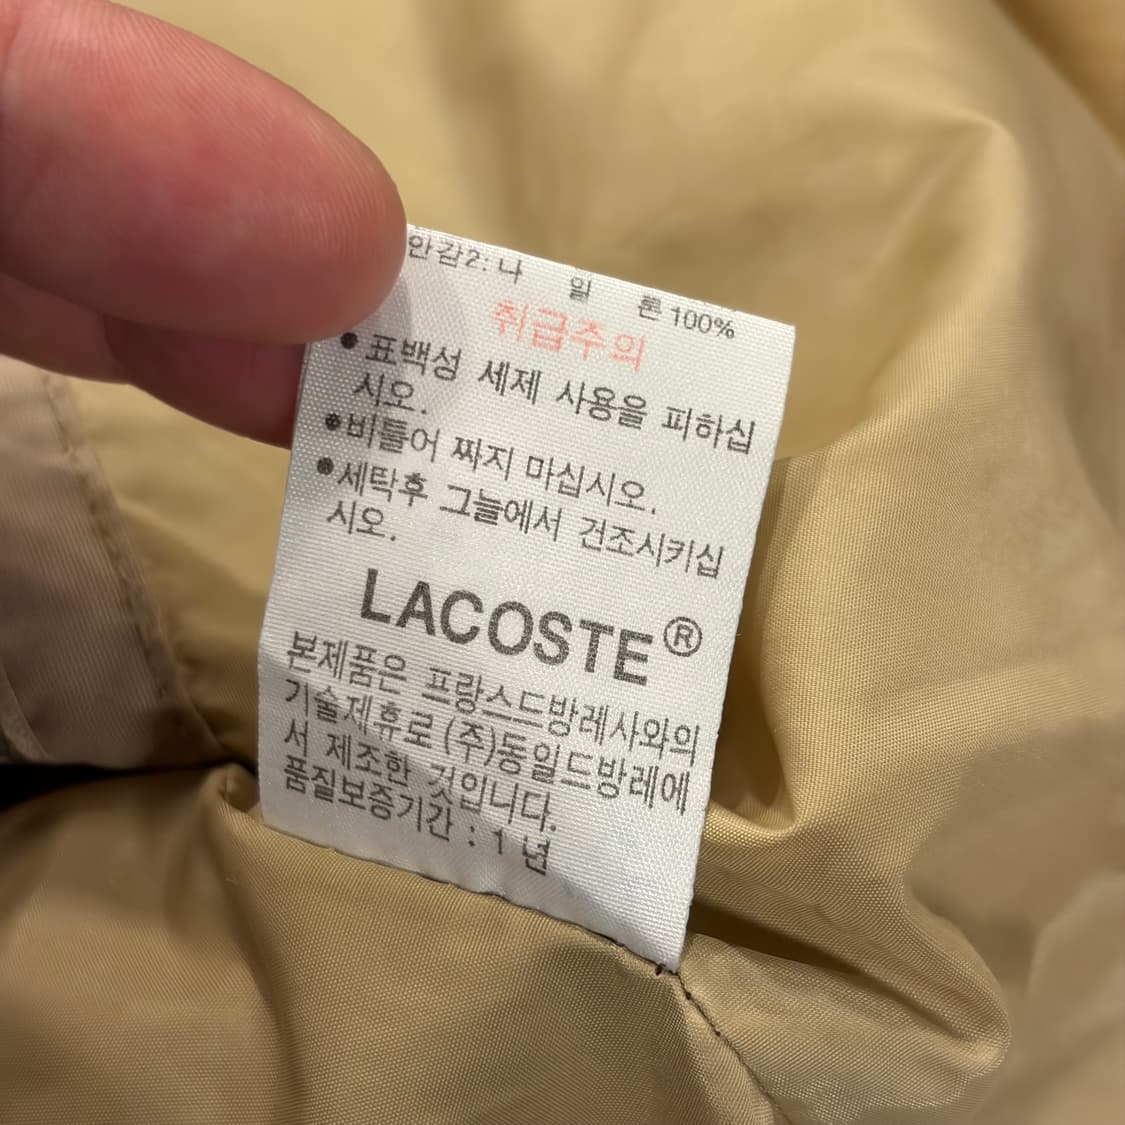 안감2: 나 일 론 100%
취급주의
• 표백성 세제 사용을 피하십
시오.
• 비틀어 짜지 마십시오.
• 세탁후 그늘에서 건조시키십
시오.
LACOSTE®
본제품은 프랑스드방레사와의
기술제휴로 (주)동일드방레에
서 제조한 것입니다.
품질보증기간 : 1 년